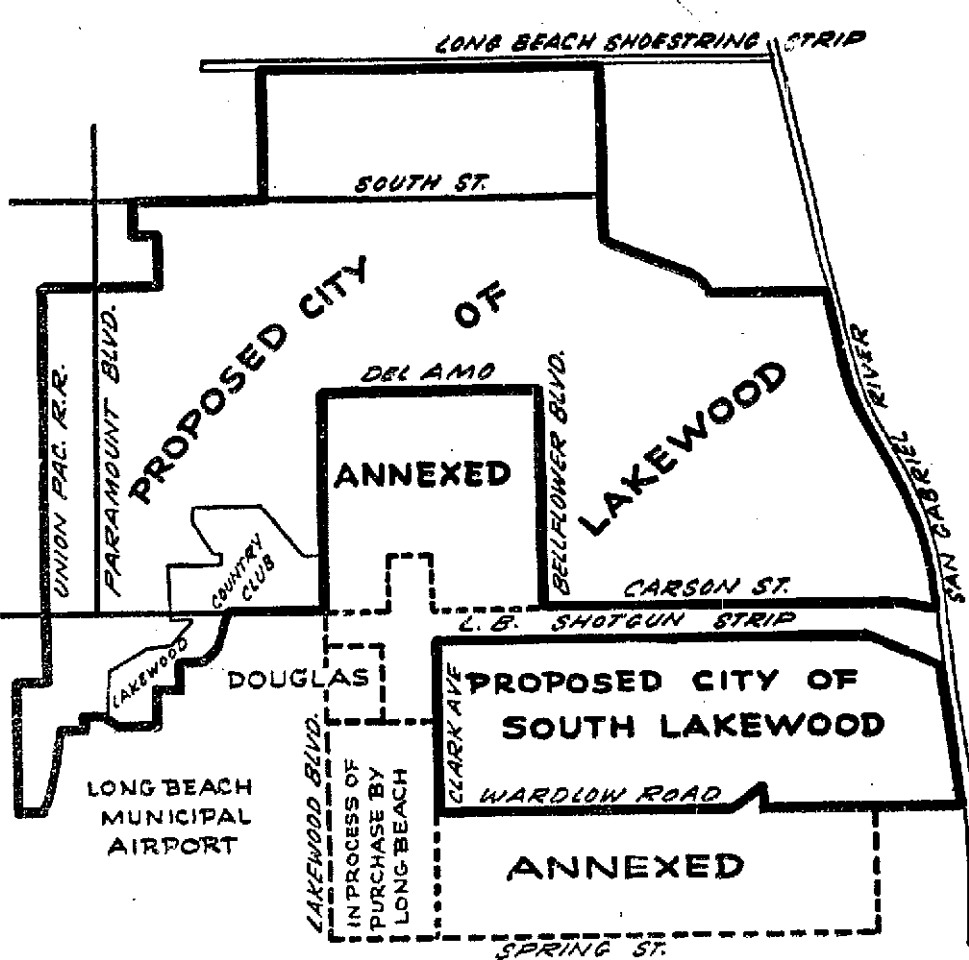 LONG BEACH SHOESTRING STRIP
SOUTH ST.
PROPOSED CITY OF LAKEWOOD
DEL AMO
UNION PAC. R.R.
PARAMOUNT BLVD.
ANNEXED
BELLFLOWER BLVD.
SAN GABRIEL RIVER
LAKEWOOD
COUNTRY
CLUB
CARSON ST.
L. B. SHOTGUN STRIP
DOUGLAS
CLARK AVE
PROPOSED CITY OF
SOUTH LAKEWOOD
LONG BEACH
MUNICIPAL
AIRPORT
LAKEWOOD BLVD.
IN PROCESS OF
PURCHASE BY
LONG BEACH
WARDLOW ROAD
ANNEXED
SPRING ST.